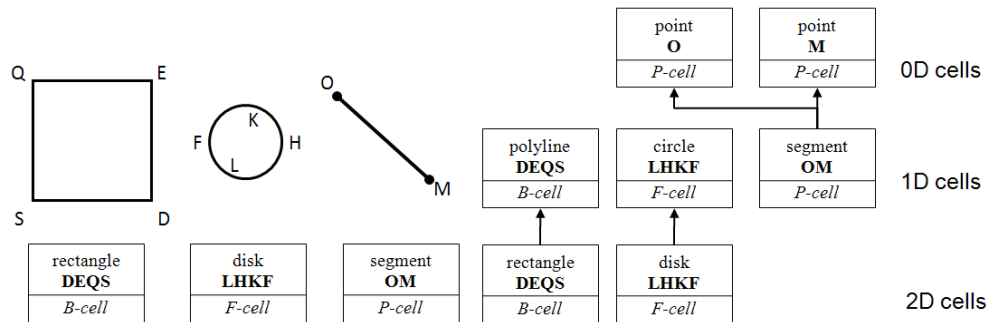 Q
E
S
D
F
K
H
L
O
M
rectangle
DEQS
B-cell
disk
LHKF
F-cell
segment
OM
P-cell
point
O
P-cell
point
M
P-cell
0D cells
polyline
DEQS
B-cell
circle
LHKF
F-cell
segment
OM
P-cell
1D cells
rectangle
DEQS
B-cell
disk
LHKF
F-cell
2D cells